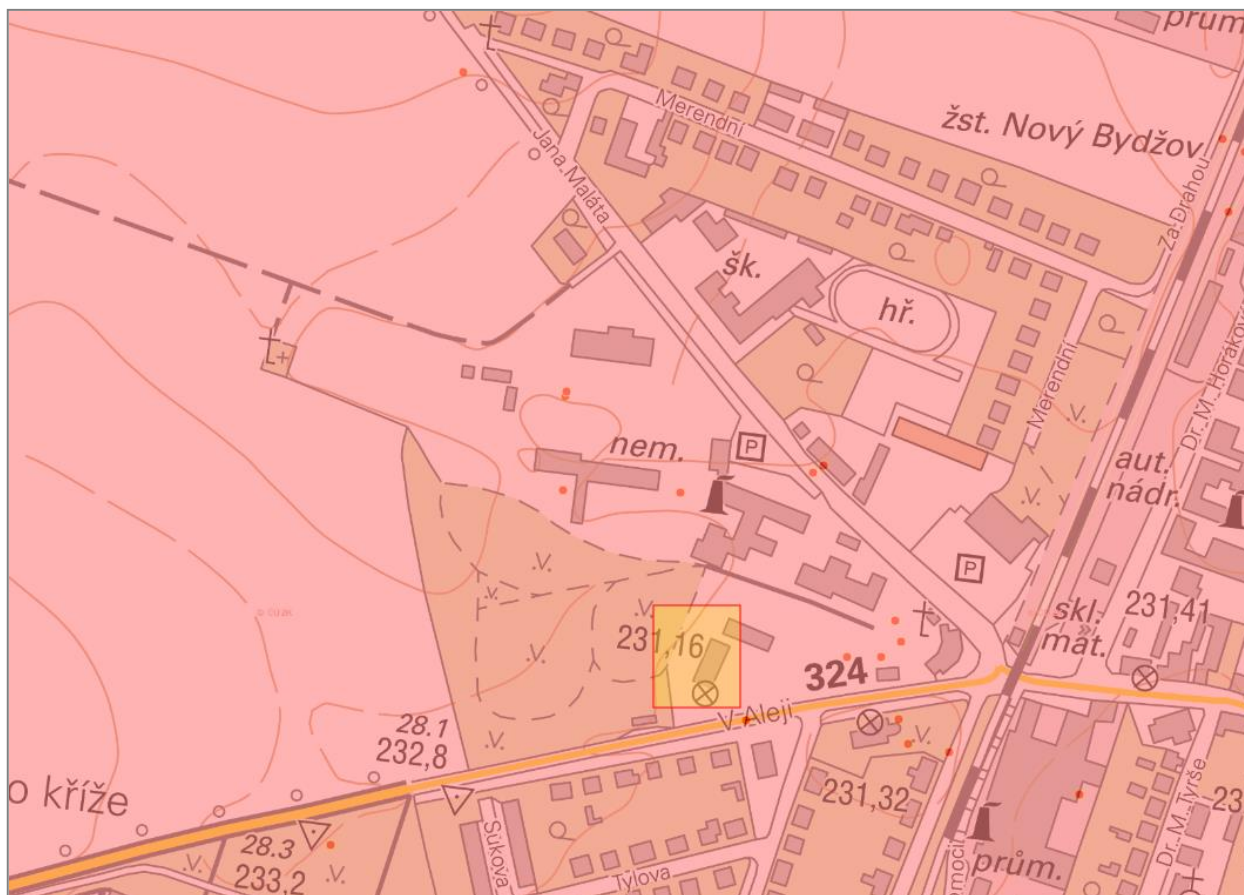 prům.
žst. Nový Bydžov
Merendní
Jana Maláta
Za Drahou
šk.
hř.
Merendní
Dr. M. Horákové
nem.
P
aut.
nádr.
P
skl.
mat.
231,41
231,16
324
V Aleji
28.1
232,8
o kříže
231,32
28.3
233,2
Sukova
Tylova
prům.
Dr. M. Tyrše
23